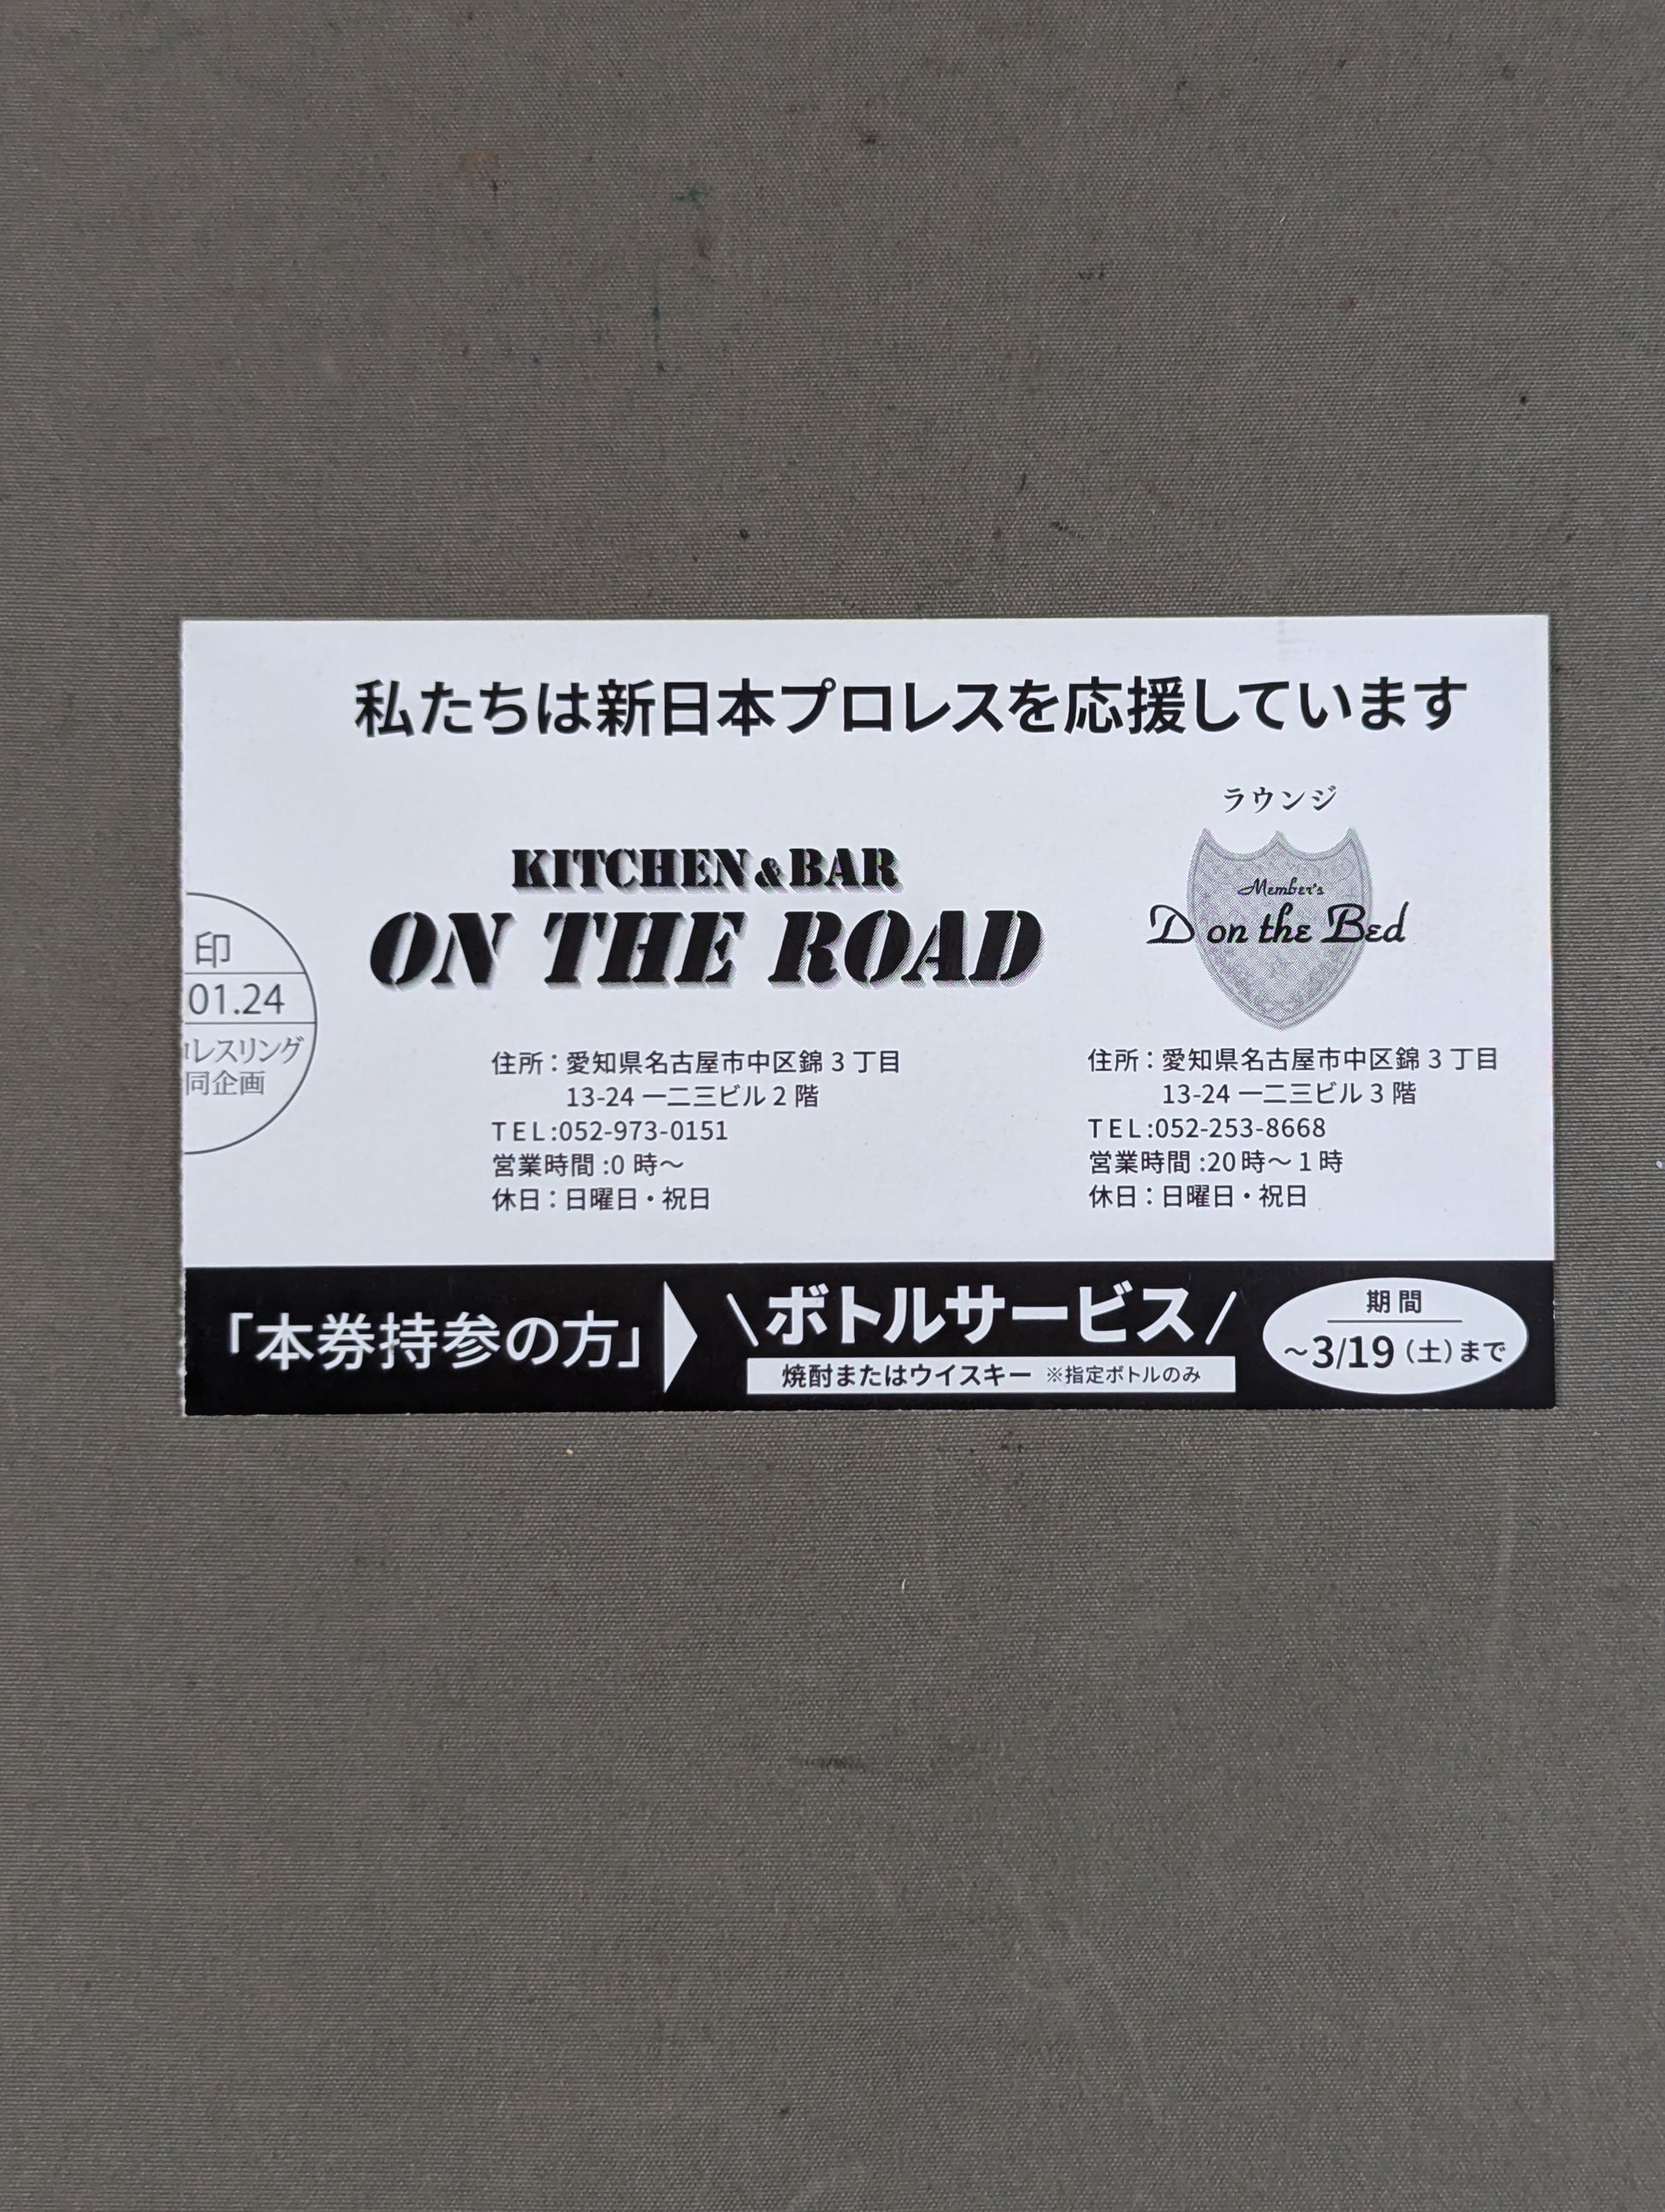 私たちは新日本プロレスを応援しています
KITCHEN&BAR
ON THE ROAD
住所：愛知県名古屋市中区錦3丁目
13-24 一二三ビル2階
TEL:052-973-0151
営業時間:0時～
休日：日曜日・祝日
ラウンジ
Member's
D on the Bed
住所：愛知県名古屋市中区錦3丁目
13-24 一二三ビル3階
TEL:052-253-8668
営業時間:20時～1時
休日：日曜日・祝日
印
01.24
レスリング
同企画
「本券持参の方」
\ボトルサービス/
焼酎またはウイスキー ※指定ボトルのみ
期間
～3/19（土）まで